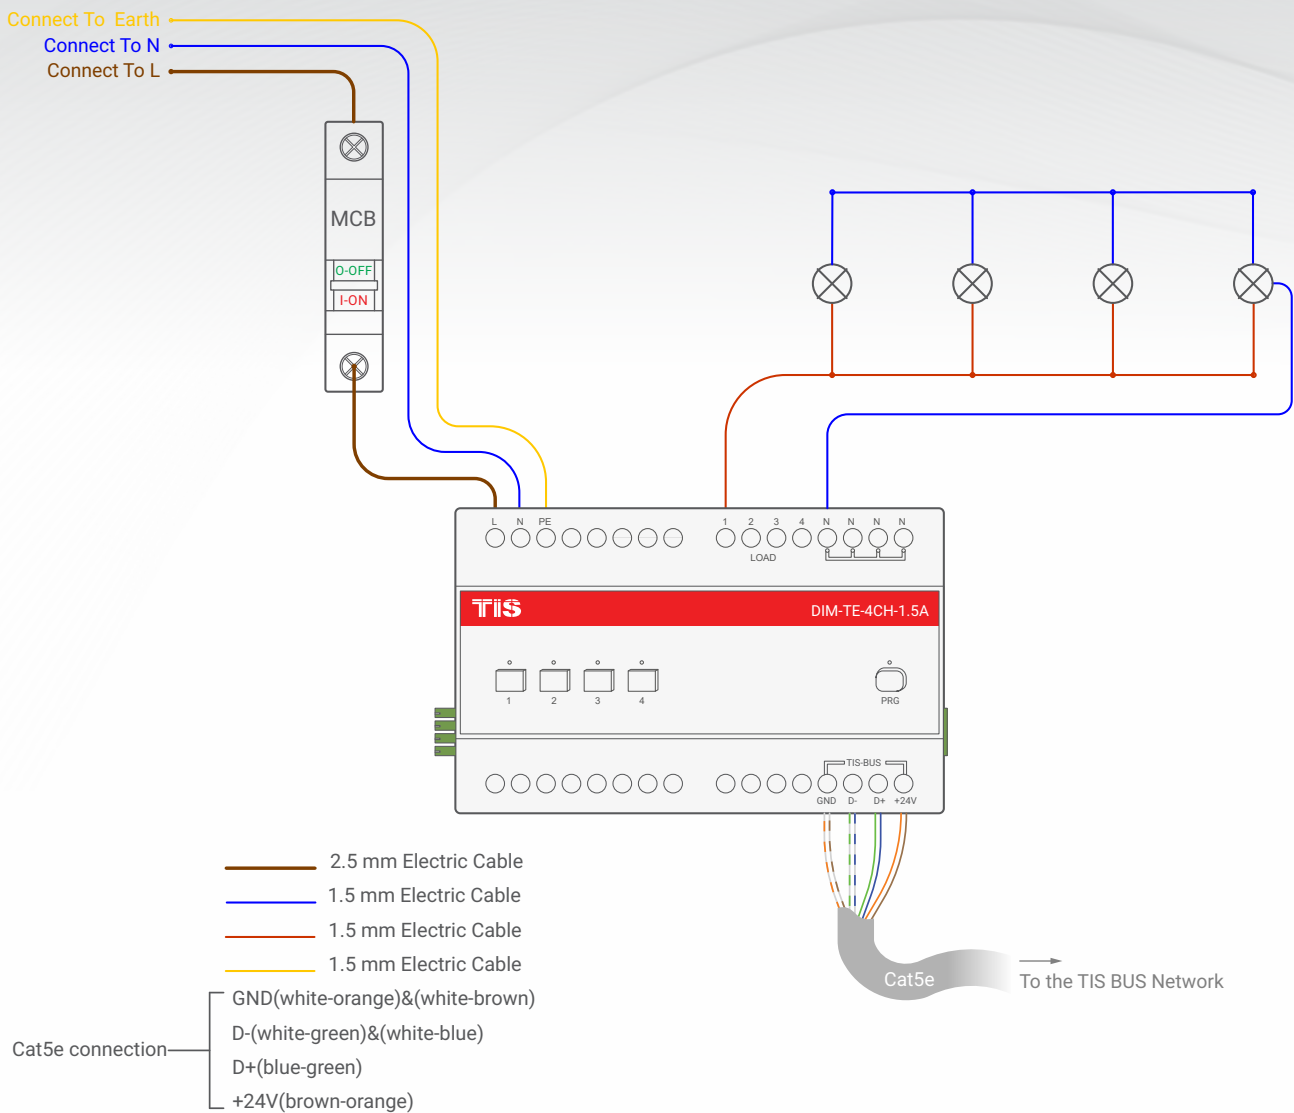 Connect To Earth
Connect To N
Connect To L
MCB
O-OFF
I-ON
L N PE 1 2 3 4 N N N N
LOAD
TIS DIM-TE-4CH-1.5A
1 2 3 4 PRG
TIS-BUS
GND D- D+ +24V
2.5 mm Electric Cable
1.5 mm Electric Cable
1.5 mm Electric Cable
1.5 mm Electric Cable
Cat5e
To the TIS BUS Network
Cat5e connection
GND(white-orange)&(white-brown)
D-(white-green)&(white-blue)
D+(blue-green)
+24V(brown-orange)